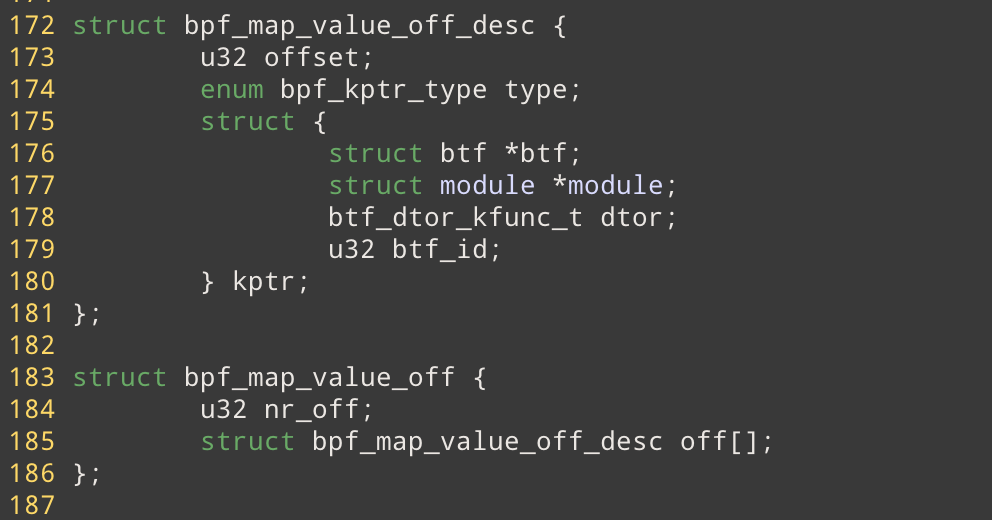 172 struct bpf_map_value_off_desc {
173         u32 offset;
174         enum bpf_kptr_type type;
175         struct {
176                 struct btf *btf;
177                 struct module *module;
178                 btf_dtor_kfunc_t dtor;
179                 u32 btf_id;
180         } kptr;
181 };
182
183 struct bpf_map_value_off {
184         u32 nr_off;
185         struct bpf_map_value_off_desc off[];
186 };
187